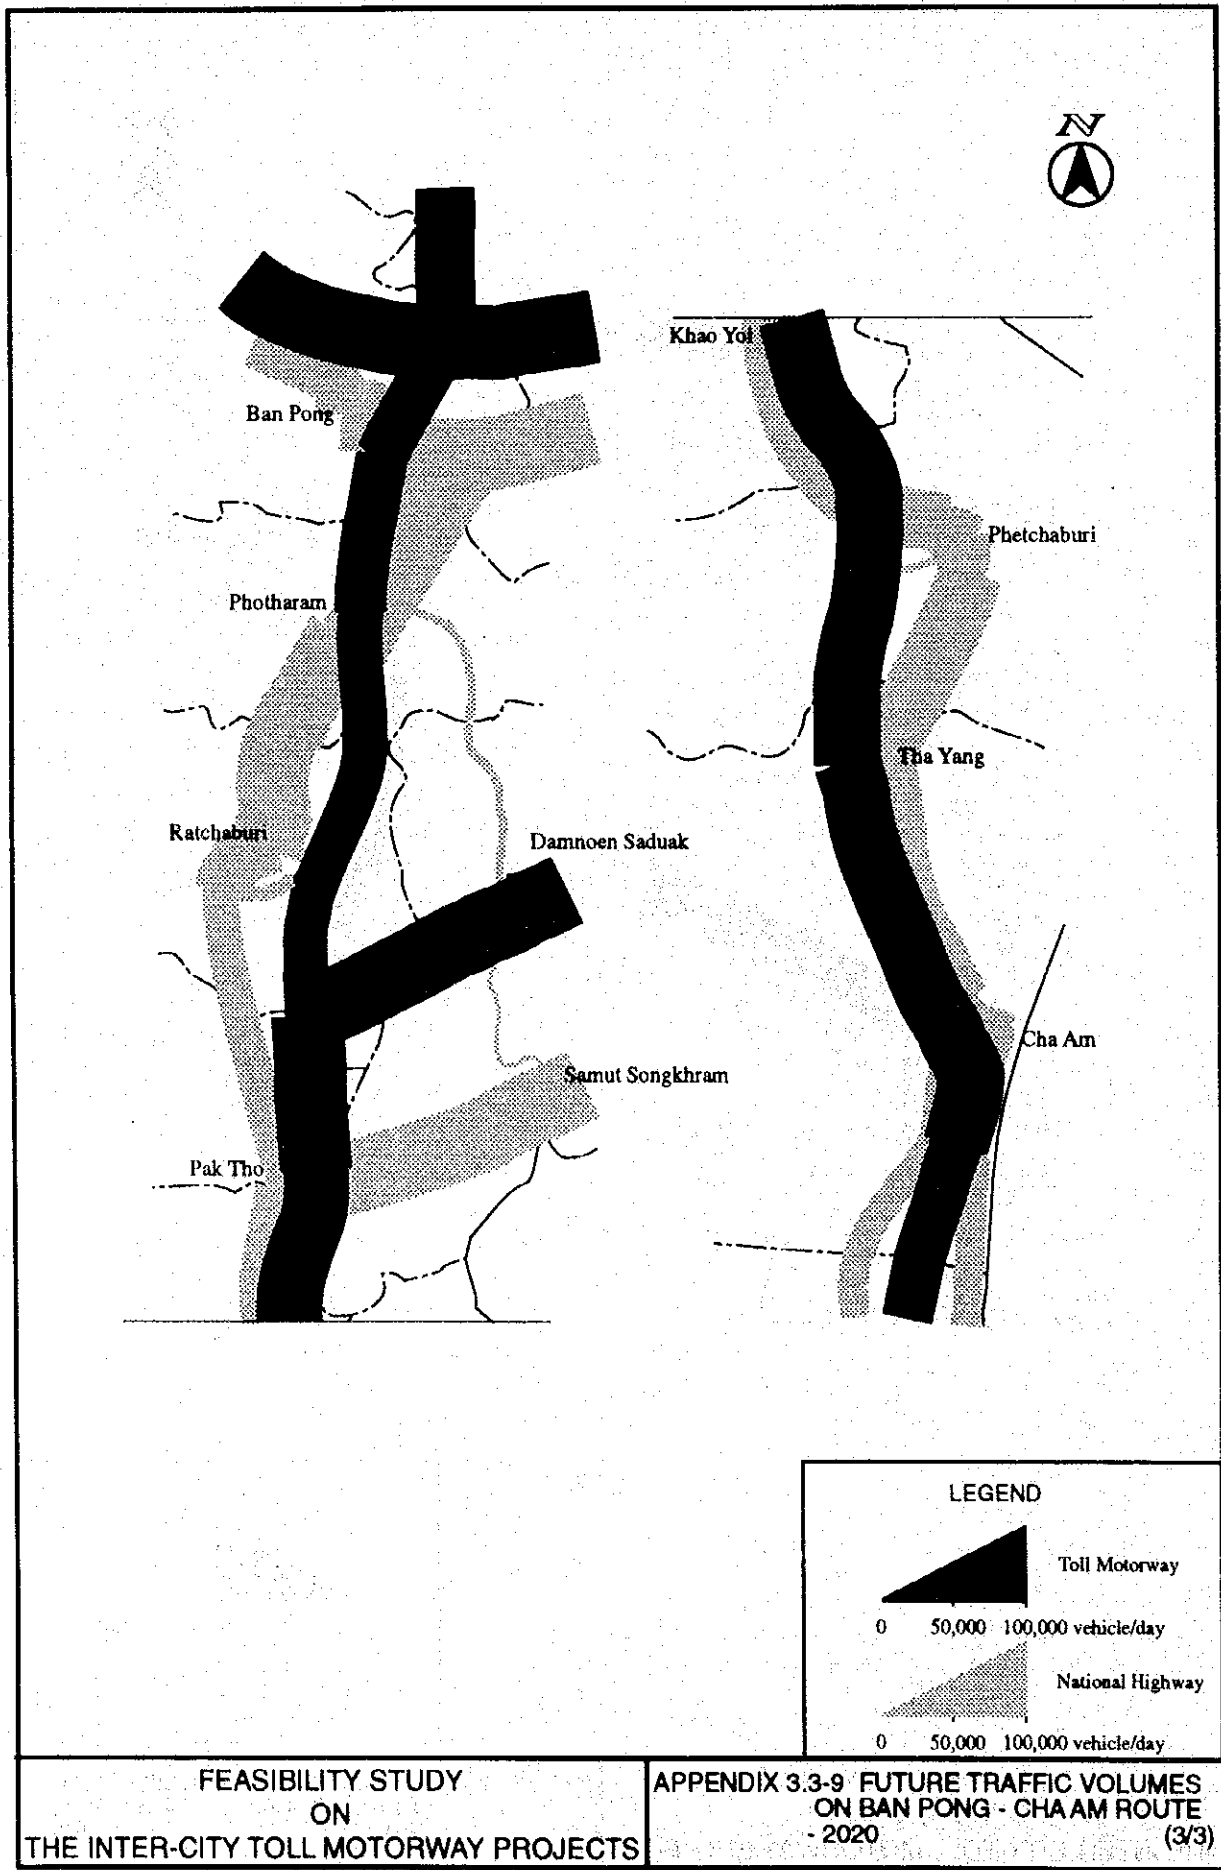 N
Khao Yoi
Ban Pong
Phetchaburi
Photharam
Tha Yang
Ratchaburi
Damnoen Saduak
Cha Am
Samut Songkhram
Pak Tho
LEGEND
Toll Motorway
0 50,000 100,000 vehicle/day
National Highway
0 50,000 100,000 vehicle/day
FEASIBILITY STUDY
ON
THE INTER-CITY TOLL MOTORWAY PROJECTS
APPENDIX 3.3-9 FUTURE TRAFFIC VOLUMES
ON BAN PONG - CHA AM ROUTE
- 2020 (3/3)